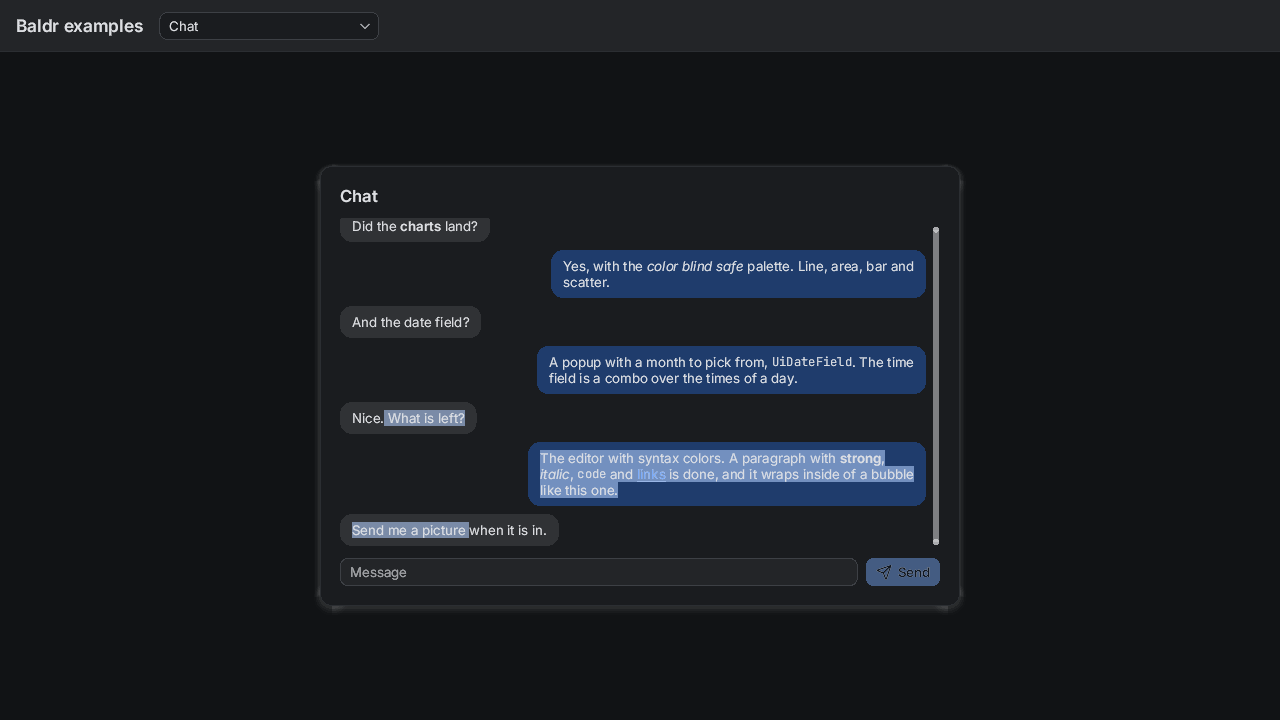 Baldr examples
Chat
Chat
Did the charts land?
Yes, with the color blind safe palette. Line, area, bar and
scatter.
And the date field?
A popup with a month to pick from, UiDateField. The time
field is a combo over the times of a day.
Nice. What is left?
The editor with syntax colors. A paragraph with strong,
italic, code and links is done, and it wraps inside of a bubble
like this one.
Send me a picture when it is in.
Message
Send